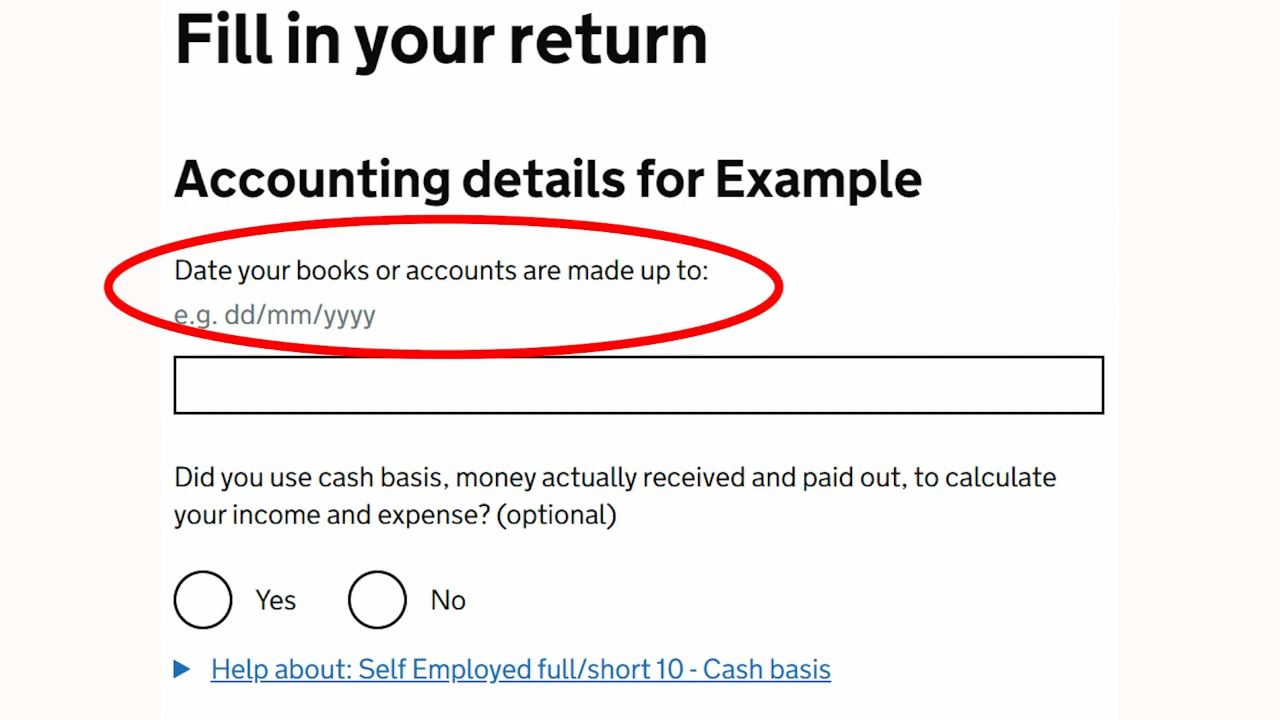 Fill in your return
Accounting details for Example
Date your books or accounts are made up to:
e.g. dd/mm/yyyy
Did you use cash basis, money actually received and paid out, to calculate
your income and expense? (optional)
Yes No
Help about: Self Employed full/short 10 - Cash basis